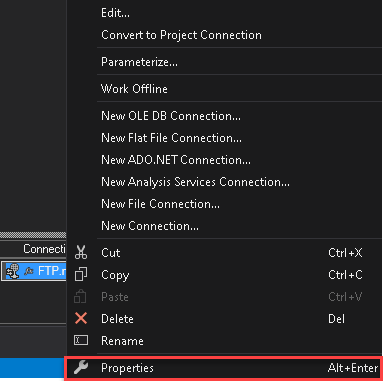 Edit...
Convert to Project Connection
Parameterize...
Work Offline
New OLE DB Connection...
New Flat File Connection...
New ADO.NET Connection...
New Analysis Services Connection...
New File Connection...
New Connection...
Connecti
Cut Ctrl+X
Copy Ctrl+C
FTP.
Paste Ctrl+V
Delete Del
Rename
Properties Alt+Enter